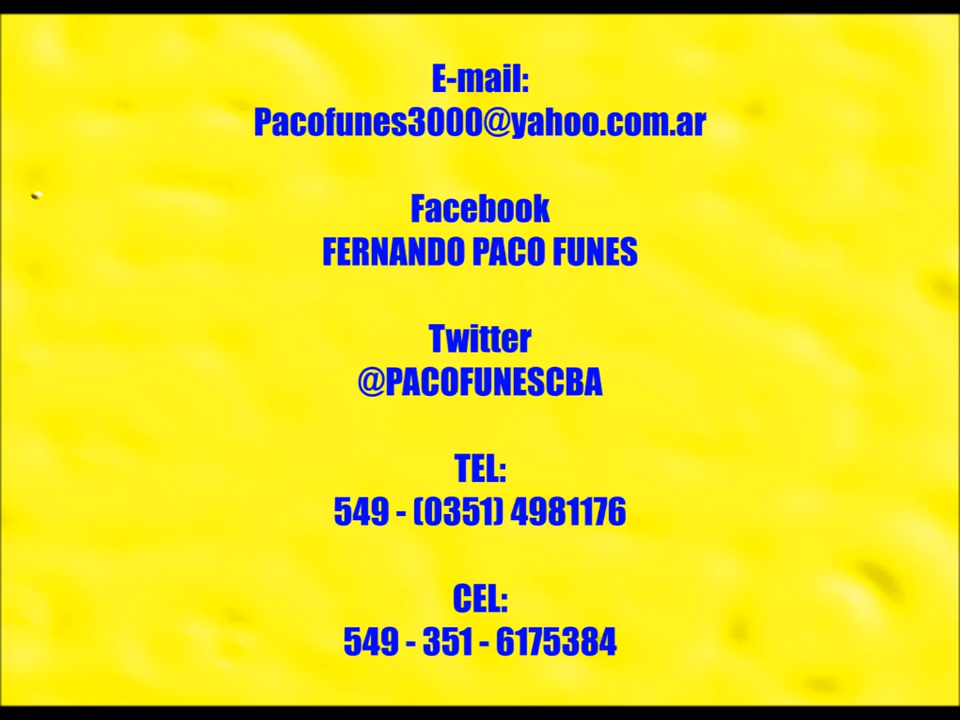 E-mail:
Pacofunes3000@yahoo.com.ar
Facebook
FERNANDO PACO FUNES
Twitter
@PACOFUNESCBA
TEL:
549 - (0351) 4981176
CEL:
549 - 351 - 6175384